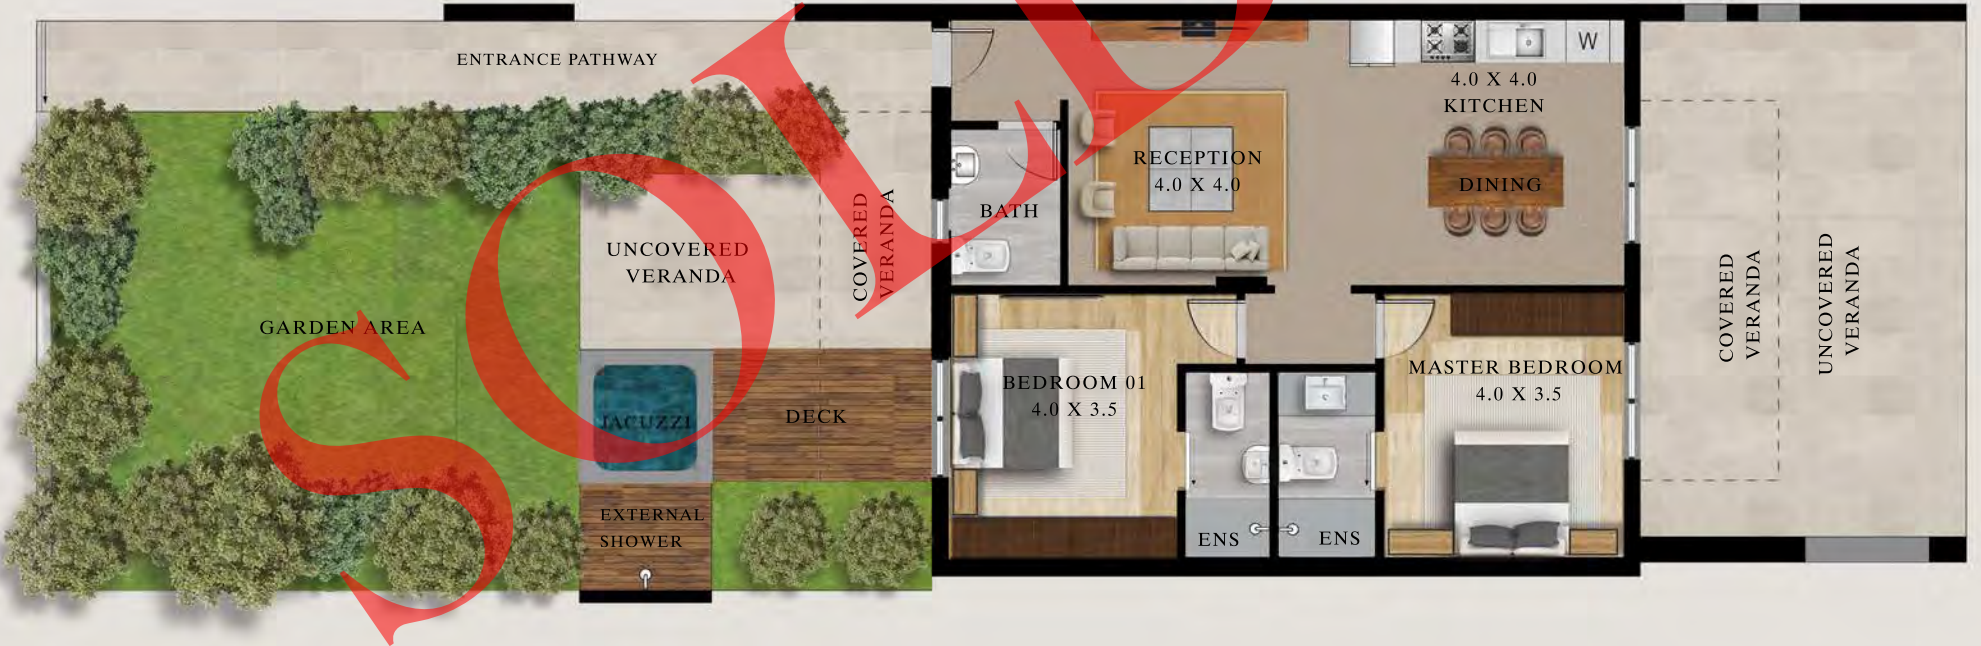 ENTRANCE PATHWAY
GARDEN AREA
UNCOVERED
VERANDA
COVERED
VERANDA
JACUZZI
DECK
EXTERNAL
SHOWER
BATH
RECEPTION
4.0 X 4.0
W
4.0 X 4.0
KITCHEN
DINING
BEDROOM 01
4.0 X 3.5
ENS
ENS
MASTER BEDROOM
4.0 X 3.5
COVERED
VERANDA
UNCOVERED
VERANDA